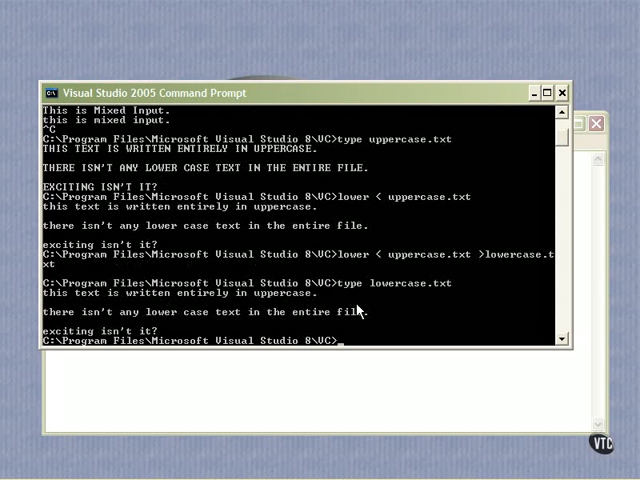 Visual Studio 2005 Command Prompt
This is Mixed Input.
this is mixed input.
^C
C:\Program Files\Microsoft Visual Studio 8\VC>type uppercase.txt
THIS TEXT IS WRITTEN ENTIRELY IN UPPERCASE.
THERE ISN'T ANY LOWER CASE TEXT IN THE ENTIRE FILE.
EXCITING ISN'T IT?
C:\Program Files\Microsoft Visual Studio 8\VC>lower < uppercase.txt
this text is written entirely in uppercase.
there isn't any lower case text in the entire file.
exciting isn't it?
C:\Program Files\Microsoft Visual Studio 8\VC>lower < uppercase.txt >lowercase.t
xt
C:\Program Files\Microsoft Visual Studio 8\VC>type lowercase.txt
this text is written entirely in uppercase.
there isn't any lower case text in the entire file.
exciting isn't it?
C:\Program Files\Microsoft Visual Studio 8\VC>_
VTC